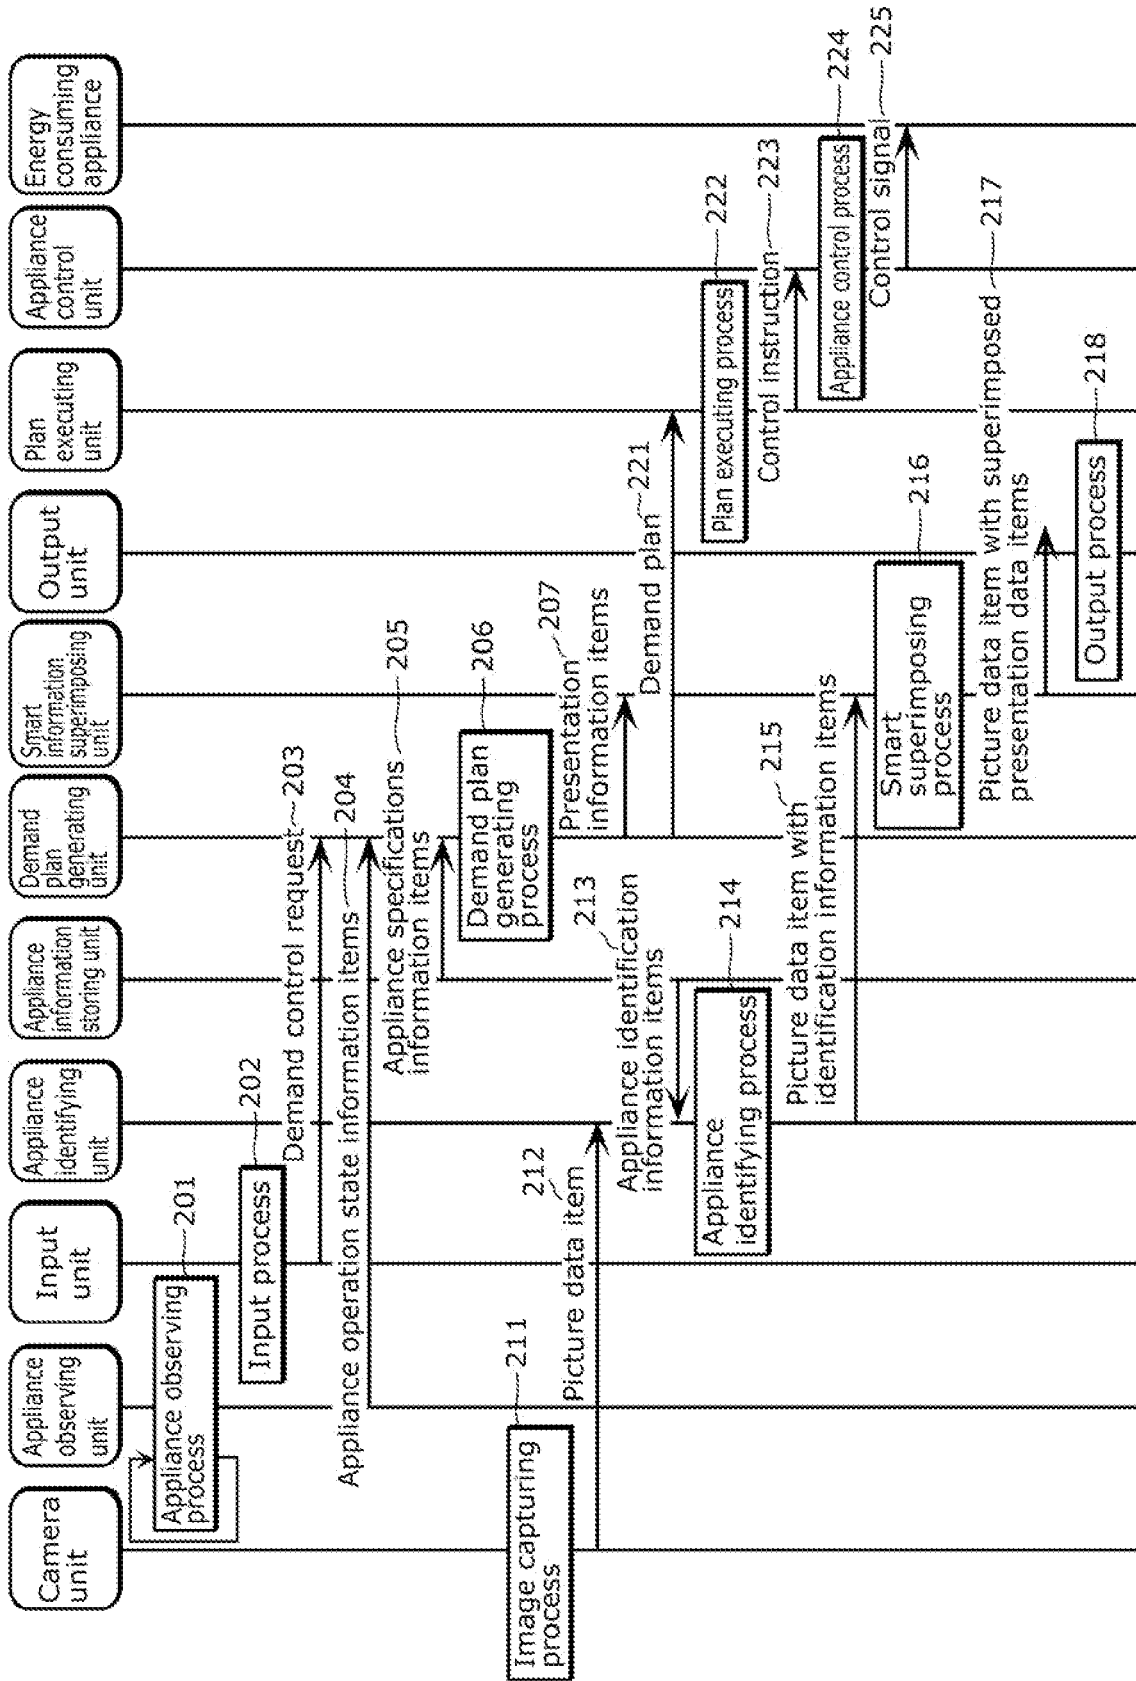 Camera
unit
Appliance
observing
unit
Input
unit
Appliance
identifying
unit
Appliance
information
storing unit
Demand
plan
generating
unit
Smart
information
superimposing
unit
Output
unit
Plan
executing
unit
Appliance
control
unit
Energy
consuming
appliance
Appliance observing
process
201
Input process
202
Demand control request
203
Appliance operation state information items
204
Appliance specifications
information items
205
Demand plan
generating
process
206
Image capturing
process
211
Picture data item
212
Presentation
information items
207
Appliance identification
information items
213
Demand plan
221
Appliance
identifying process
214
Plan executing process
222
Control instruction
223
Picture data item with
identification information items
215
Appliance control process
224
Control signal
225
Smart
superimposing
process
216
Picture data item with superimposed
presentation data items
217
Output process
218